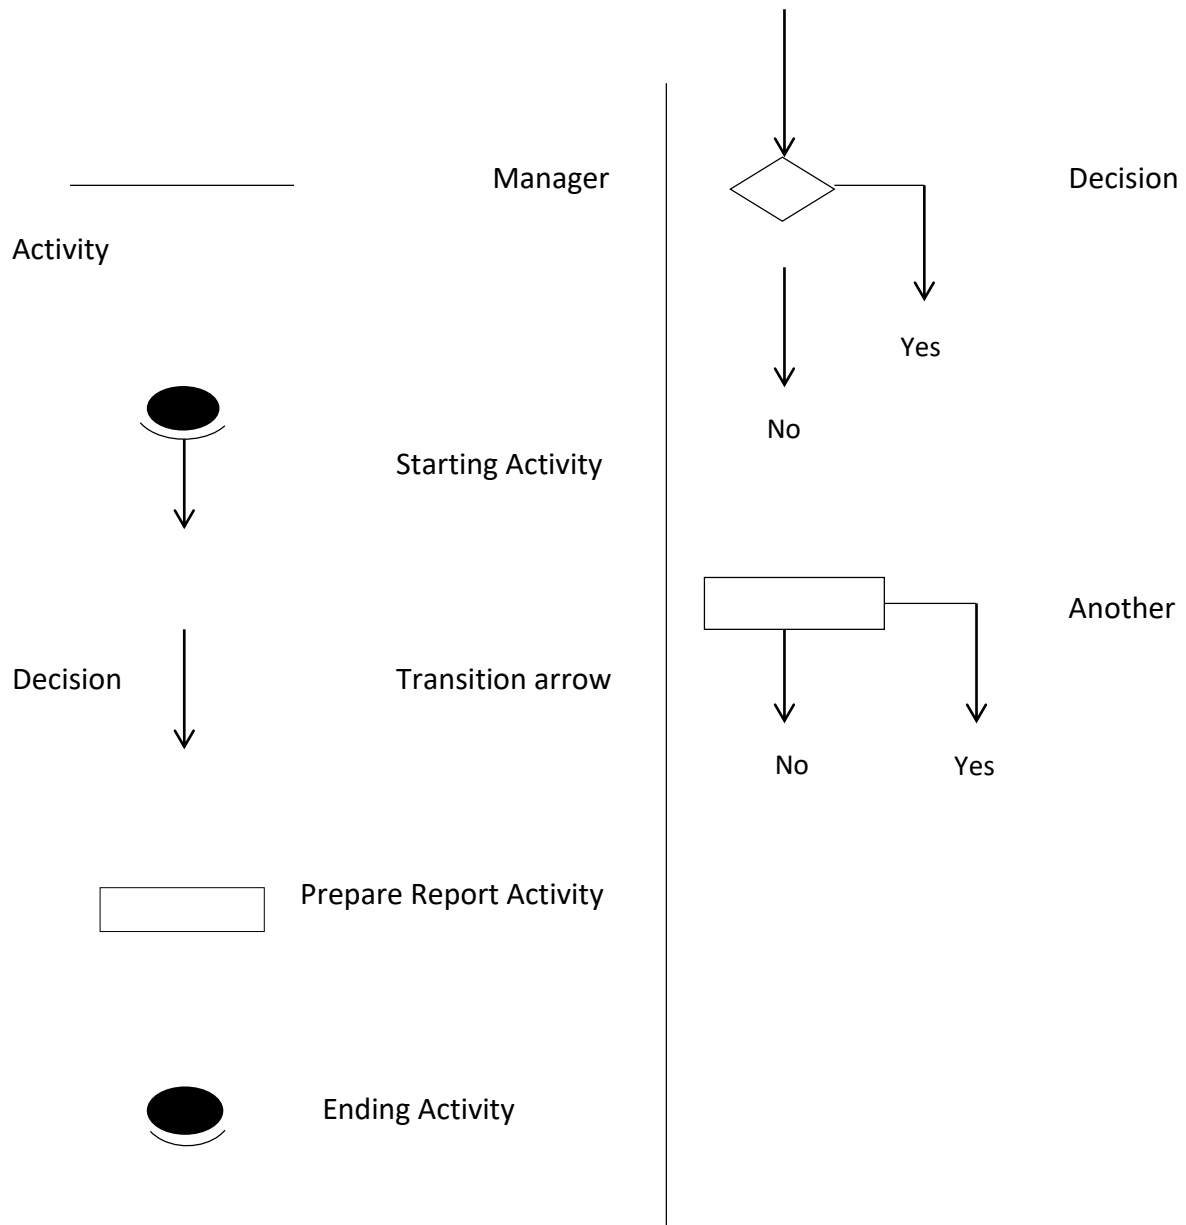 Manager
Decision
Activity
Yes
No
Starting Activity
Another
Decision
Transition arrow
No
Yes
Prepare Report Activity
Ending Activity